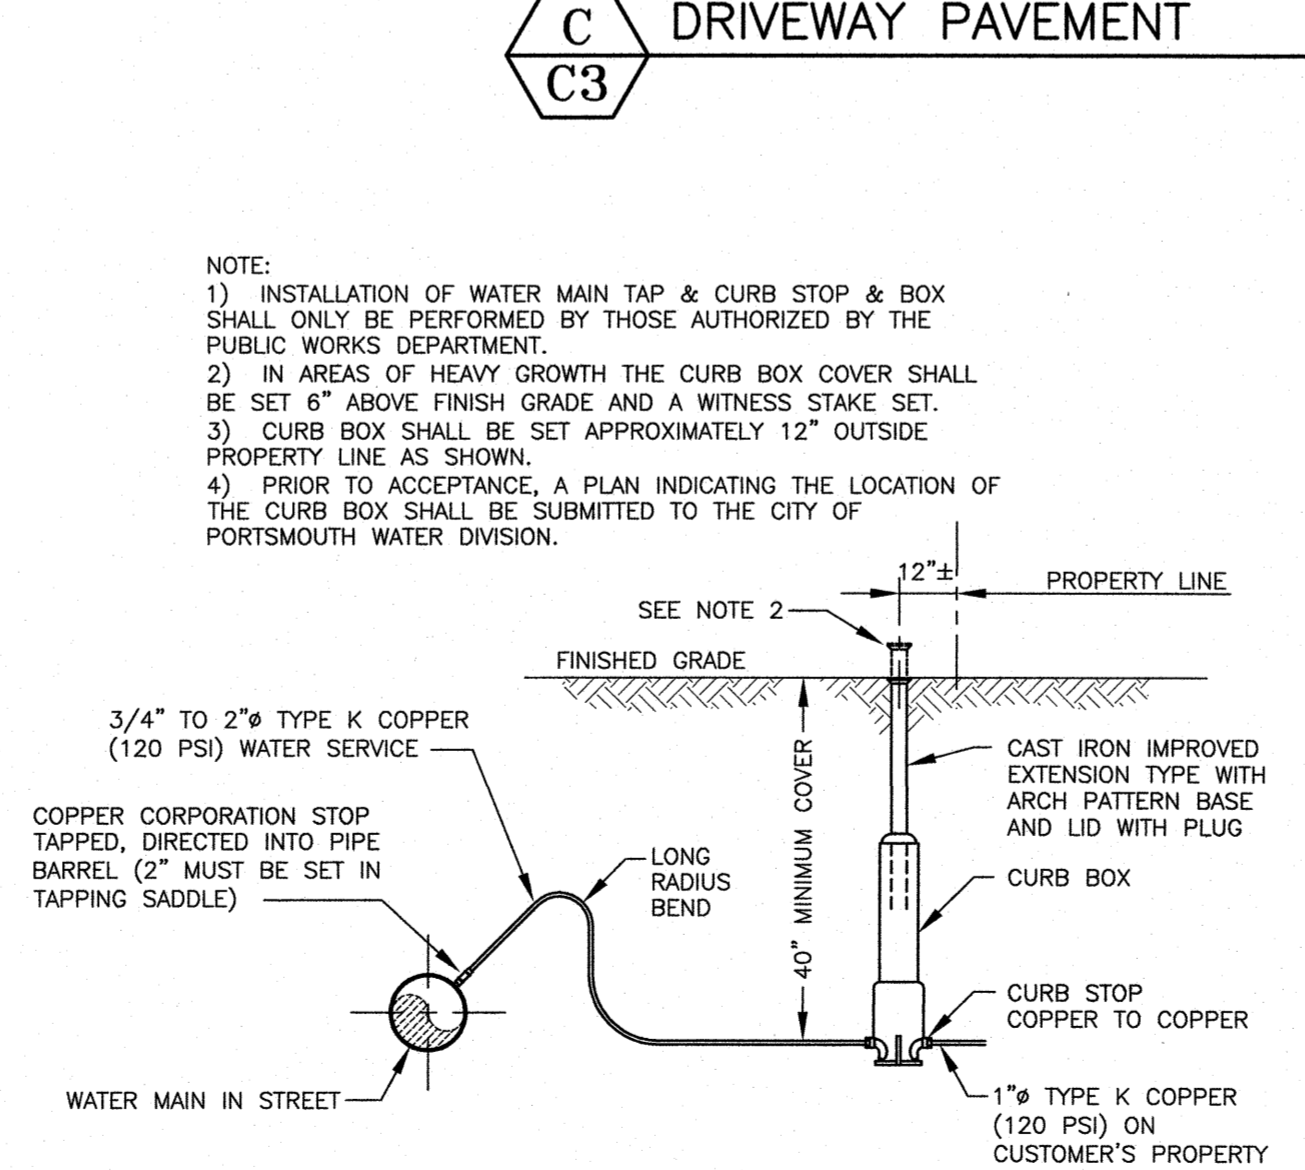 C
C3
DRIVEWAY PAVEMENT
NOTE:
1) INSTALLATION OF WATER MAIN TAP & CURB STOP & BOX
SHALL ONLY BE PERFORMED BY THOSE AUTHORIZED BY THE
PUBLIC WORKS DEPARTMENT.
2) IN AREAS OF HEAVY GROWTH THE CURB BOX COVER SHALL
BE SET 6" ABOVE FINISH GRADE AND A WITNESS STAKE SET.
3) CURB BOX SHALL BE SET APPROXIMATELY 12" OUTSIDE
PROPERTY LINE AS SHOWN.
4) PRIOR TO ACCEPTANCE, A PLAN INDICATING THE LOCATION OF
THE CURB BOX SHALL BE SUBMITTED TO THE CITY OF
PORTSMOUTH WATER DIVISION.
12"±
PROPERTY LINE
SEE NOTE 2
FINISHED GRADE
3/4" TO 2"ø TYPE K COPPER
(120 PSI) WATER SERVICE
COPPER CORPORATION STOP
TAPPED, DIRECTED INTO PIPE
BARREL (2" MUST BE SET IN
TAPPING SADDLE)
LONG
RADIUS
BEND
40" MINIMUM COVER
CAST IRON IMPROVED
EXTENSION TYPE WITH
ARCH PATTERN BASE
AND LID WITH PLUG
CURB BOX
CURB STOP
COPPER TO COPPER
WATER MAIN IN STREET
1"ø TYPE K COPPER
(120 PSI) ON
CUSTOMER'S PROPERTY